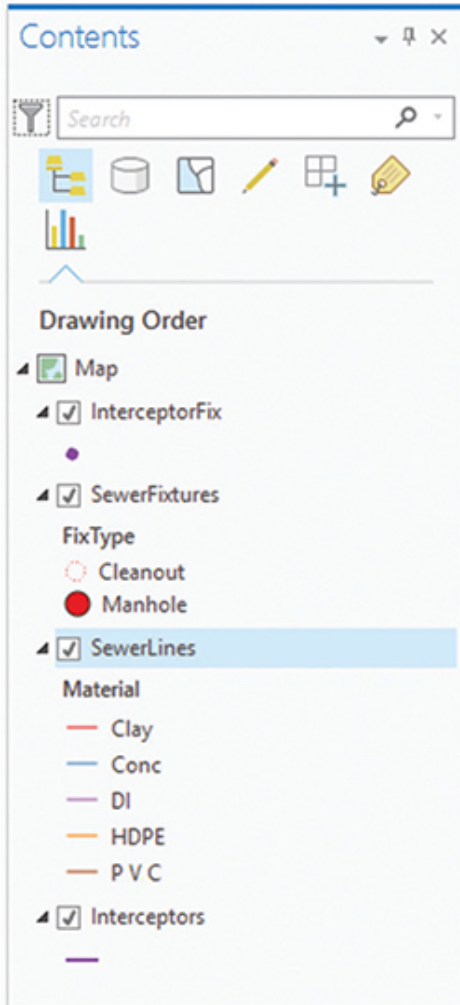 Contents
Search
Drawing Order
Map
InterceptorFix
SewerFixtures
FixType
Cleanout
Manhole
SewerLines
Material
Clay
Conc
DI
HDPE
P V C
Interceptors